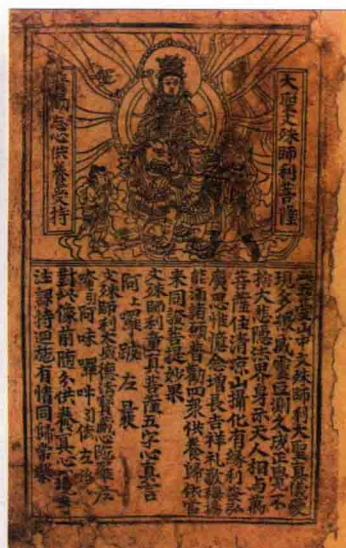 大聖文殊師利菩薩
普勸志心供養受持
此五臺山中文殊師利大聖真儀變
現多般威靈叵測久成正覺不
捨大悲隱法界身示天人相與萬
菩薩住清涼山攝化有緣利益弘
廣思惟憶念增長吉祥礼敬稱揚
能滿諸願普勸四眾供養歸依當
來同證菩提妙果
文殊師利童真菩薩五字心真言
阿上 囉 跛 左 曩
文殊師利大威德法寶藏心陀羅尼
唵引 阿味 囉 吽引 佉左
對此像前隨分供養冀心一境專
注課持迴施有情同歸常樂